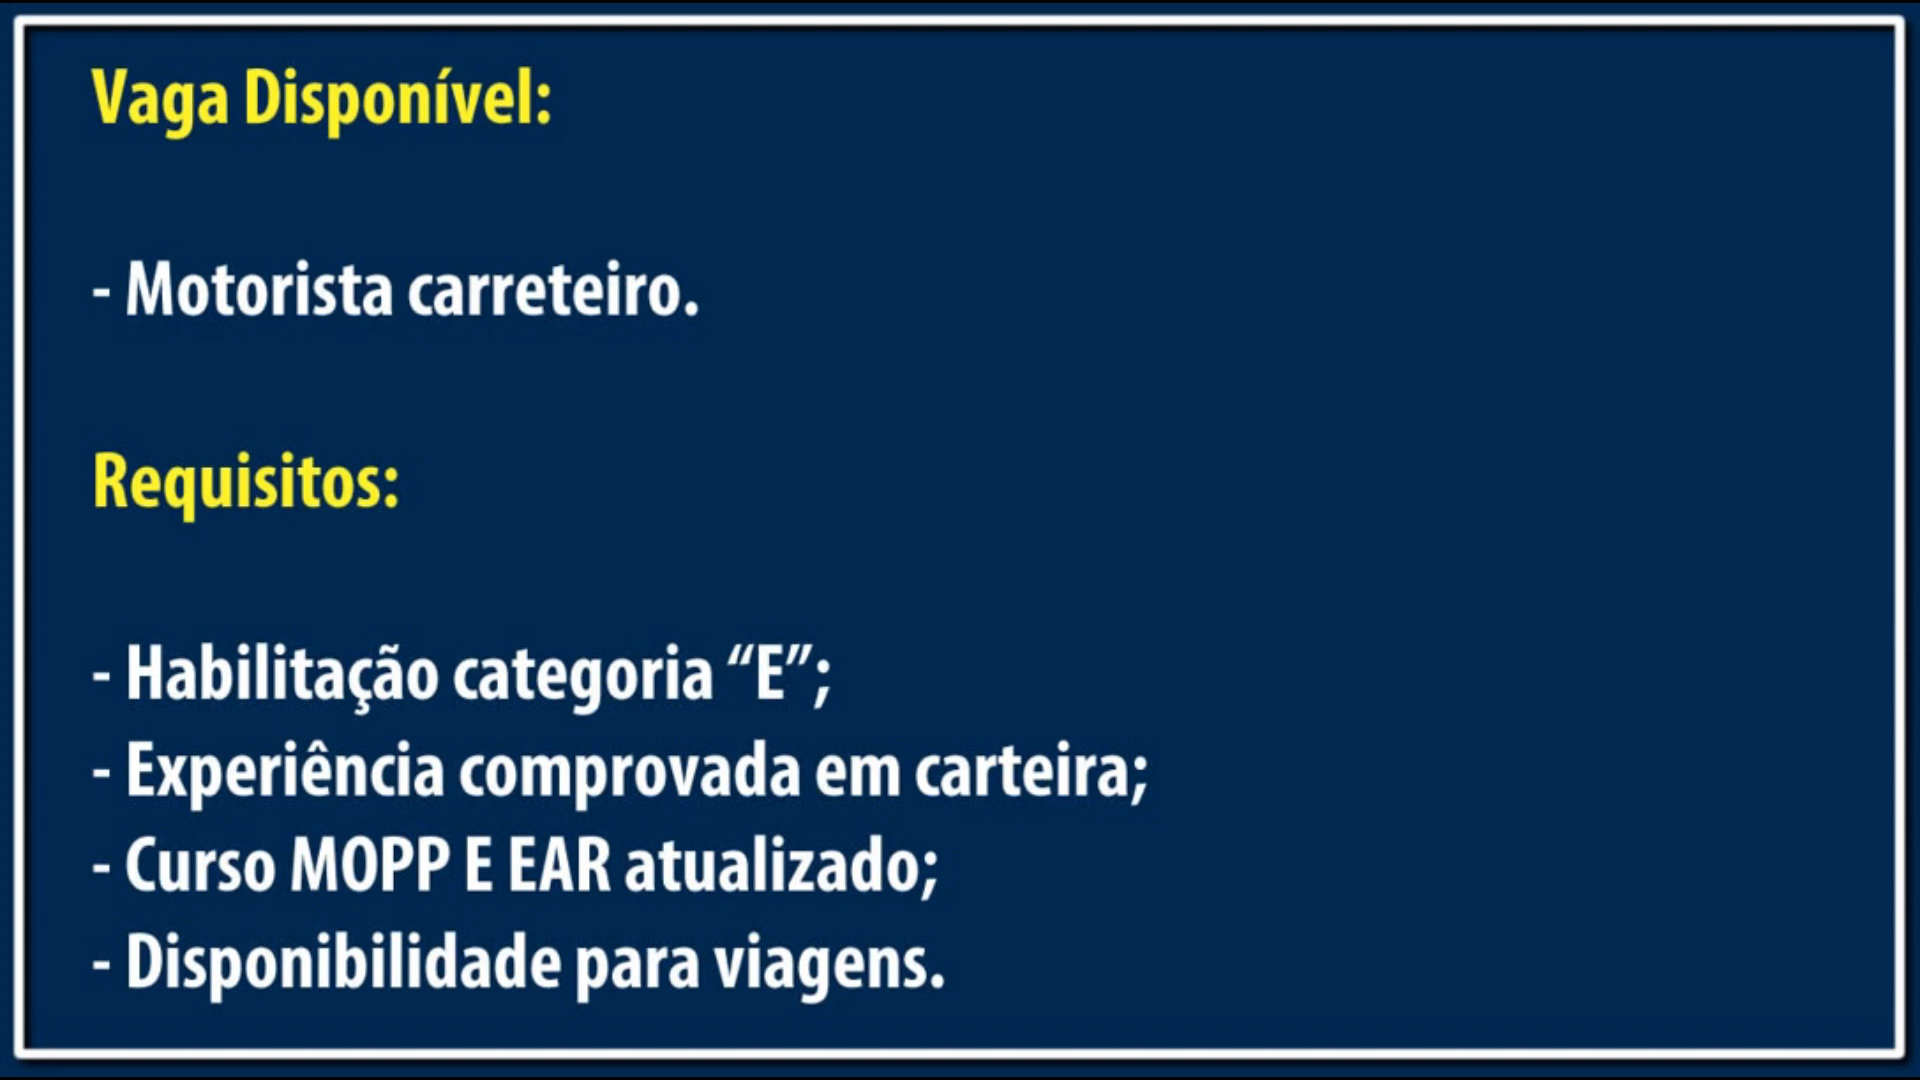 Vaga Disponível:
- Motorista carreteiro.
Requisitos:
- Habilitação categoria “E”;
- Experiência comprovada em carteira;
- Curso MOPP E EAR atualizado;
- Disponibilidade para viagens.